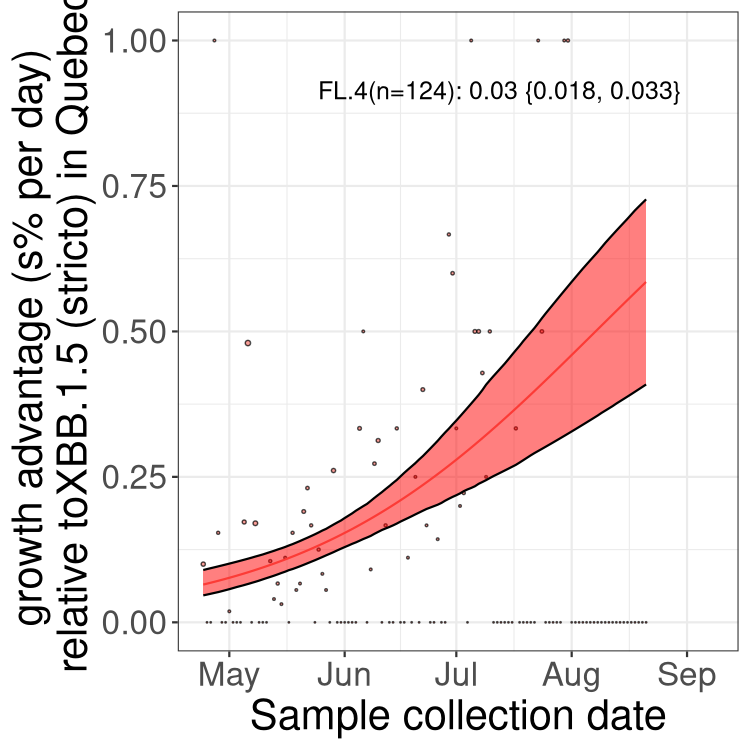 growth advantage (s% per day)
relative toXBB.1.5 (stricto) in Quebec
1.00
0.75
0.50
0.25
0.00
FL.4(n=124): 0.03 {0.018, 0.033}
May Jun Jul Aug Sep
Sample collection date